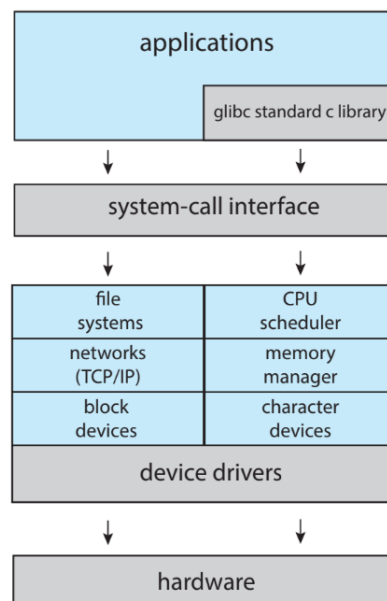 applications
glibc standard c library
system-call interface
file
systems
CPU
scheduler
networks
(TCP/IP)
memory
manager
block
devices
character
devices
device drivers
hardware